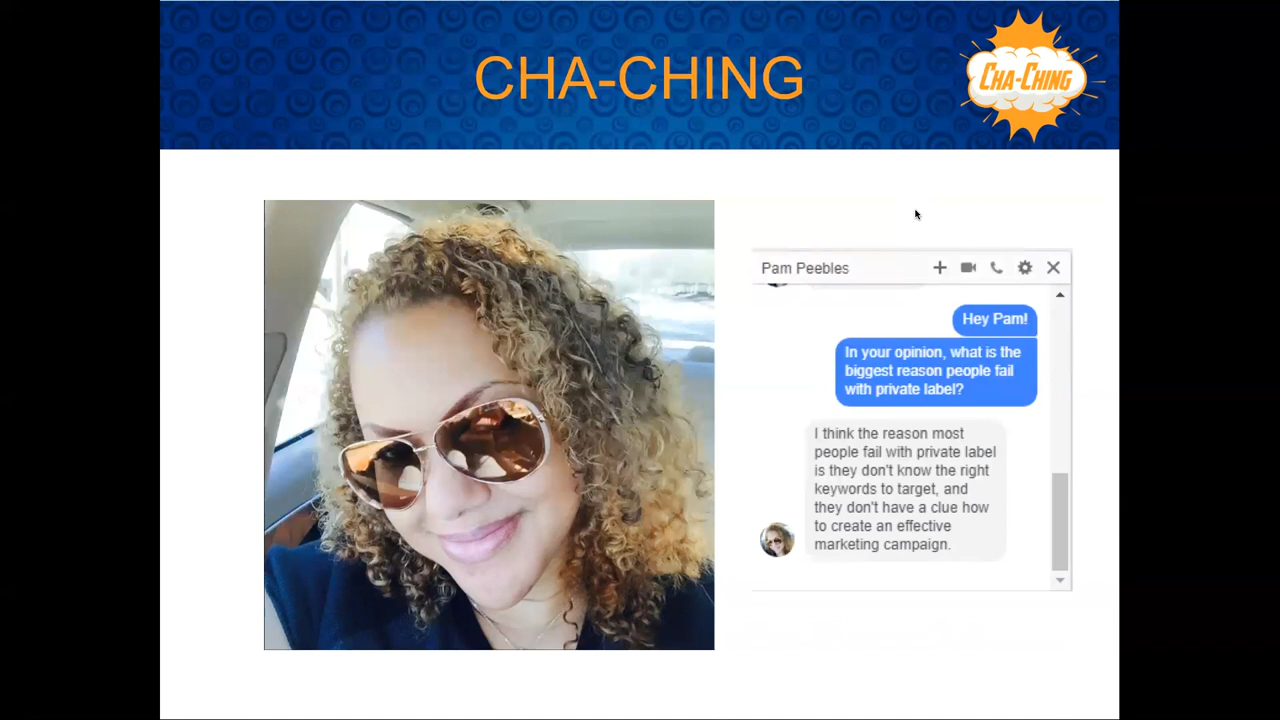 CHA-CHING
CHA-CHING
Pam Peebles
Hey Pam!
In your opinion, what is the
biggest reason people fail
with private label?
I think the reason most
people fail with private label
is they don't know the right
keywords to target, and
they don't have a clue how
to create an effective
marketing campaign.